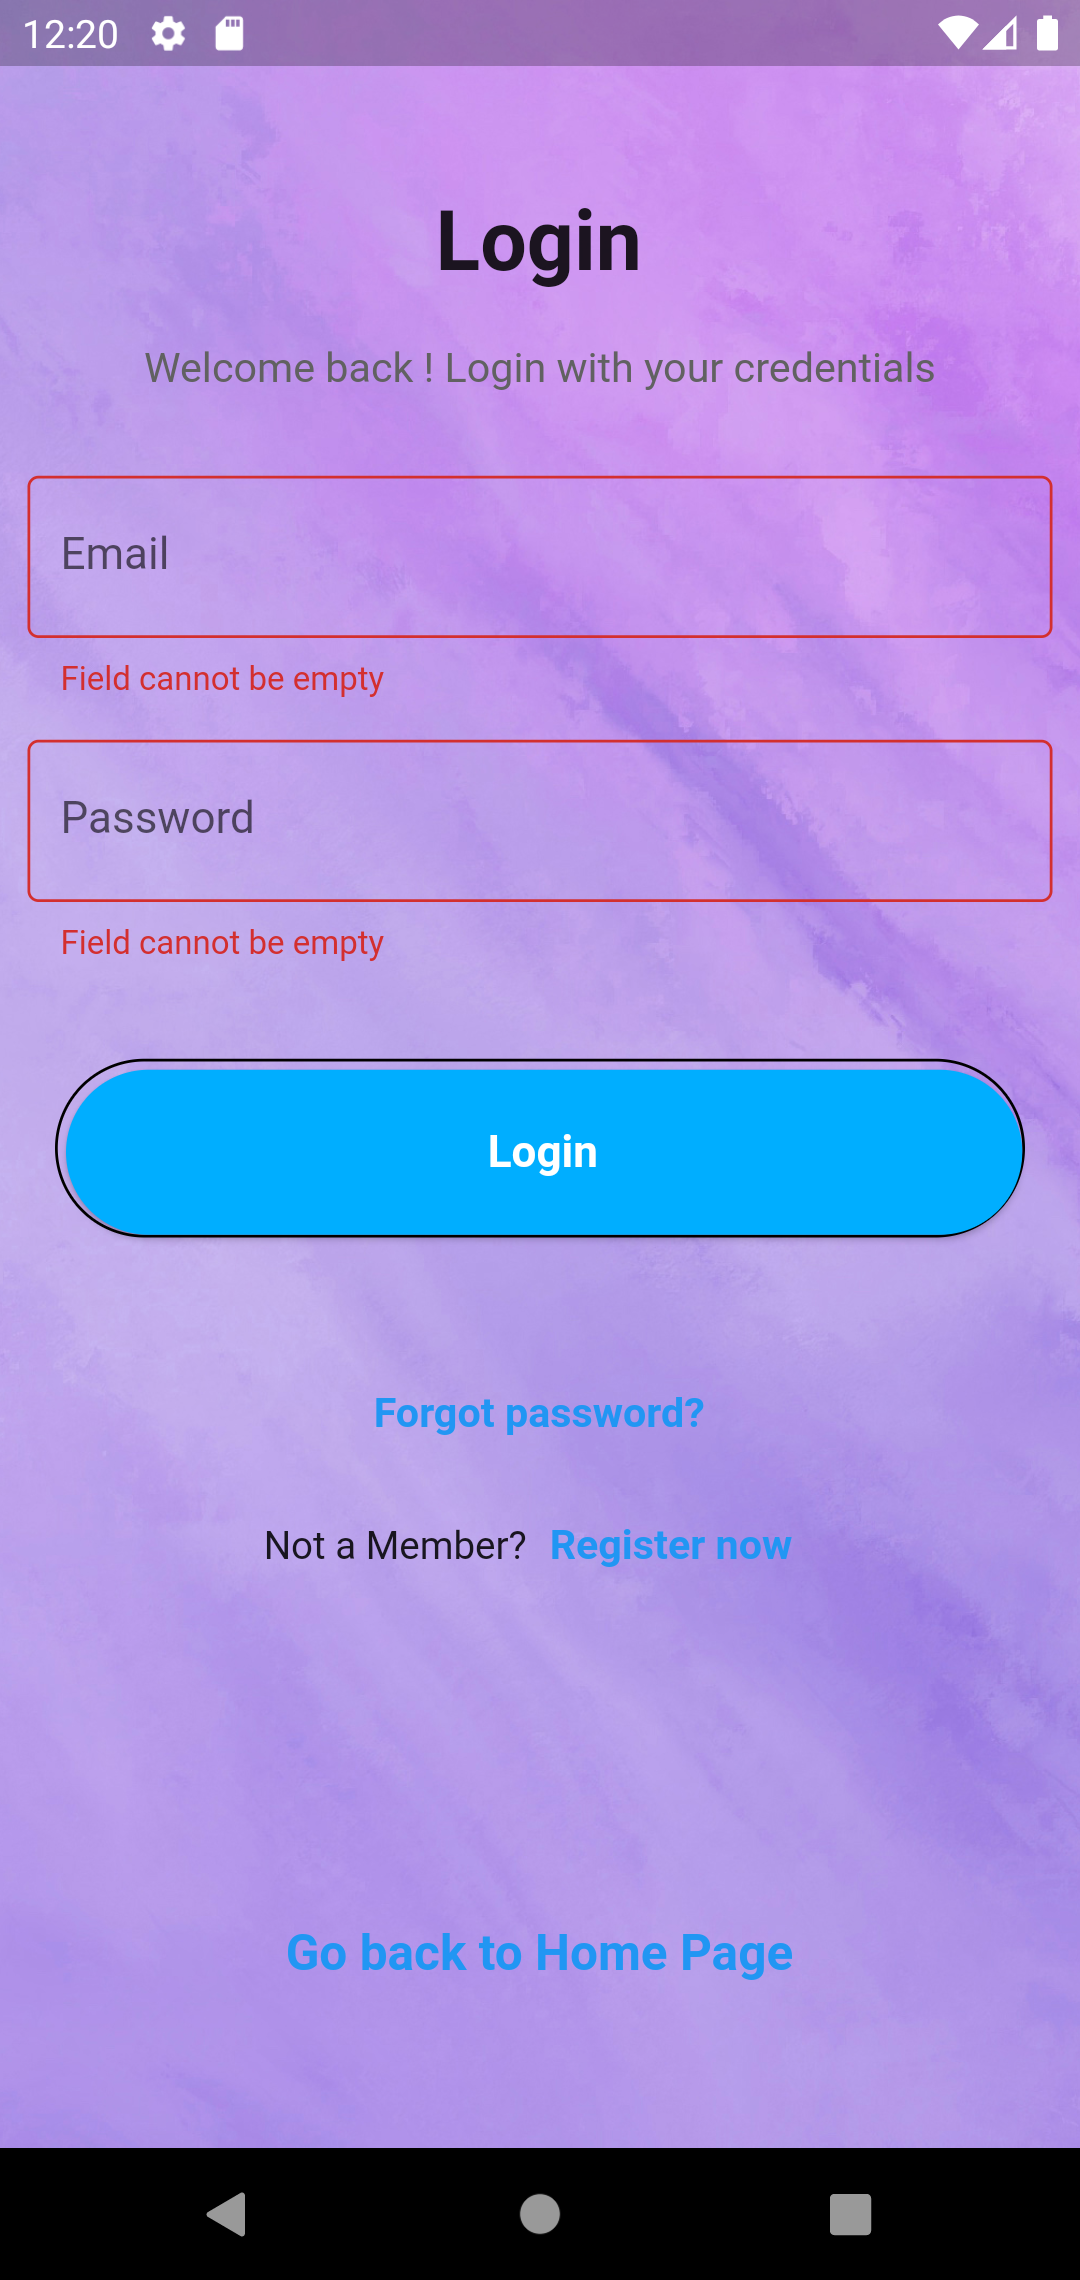 12:20
Login
Welcome back ! Login with your credentials
Email
Field cannot be empty
Password
Field cannot be empty
Login
Forgot password?
Not a Member? Register now
Go back to Home Page